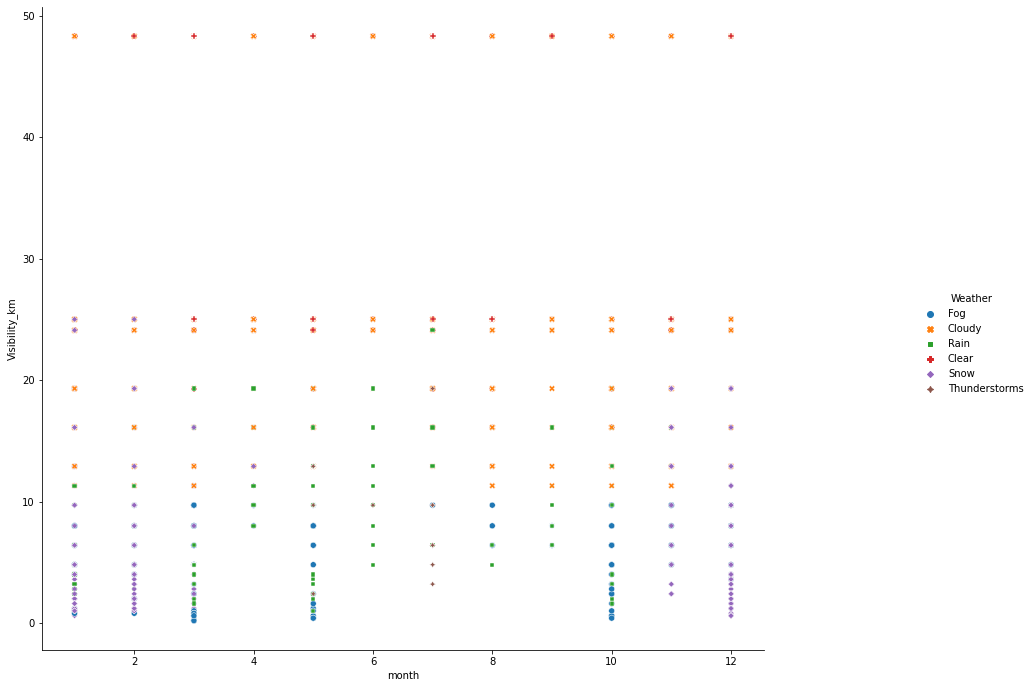 50
40
30
20
10
0
Visibility_km
2 4 6 8 10 12
month
Weather
Fog
Cloudy
Rain
Clear
Snow
Thunderstorms